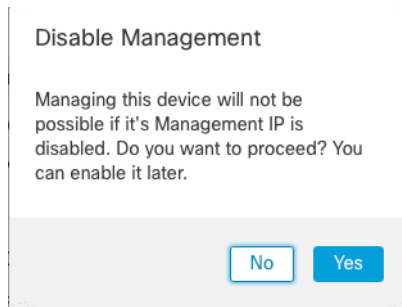 Disable Management
Managing this device will not be
possible if it's Management IP is
disabled. Do you want to proceed? You
can enable it later.
No
Yes